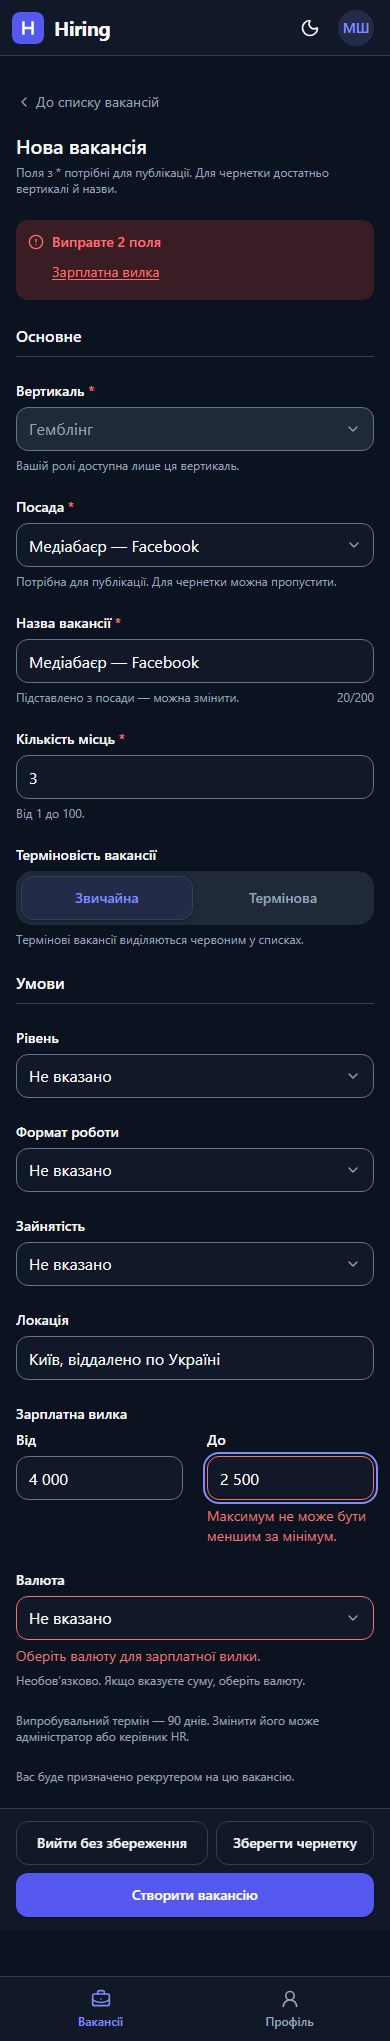 H Hiring
МШ
До списку вакансій
Нова вакансія
Поля з * потрібні для публікації. Для чернетки достатньо
вертикалі й назви.
Виправте 2 поля
Зарплатна вилка
Основне
Вертикаль *
Гемблінг
Вашій ролі доступна лише ця вертикаль.
Посада *
Медіабаєр — Facebook
Потрібна для публікації. Для чернетки можна пропустити.
Назва вакансії *
Медіабаєр — Facebook
Підставлено з посади — можна змінити. 20/200
Кількість місць *
3
Від 1 до 100.
Терміновість вакансії
Звичайна Термінова
Термінові вакансії виділяються червоним у списках.
Умови
Рівень
Не вказано
Формат роботи
Не вказано
Зайнятість
Не вказано
Локація
Київ, віддалено по Україні
Зарплатна вилка
Від До
4 000 2 500
Максимум не може бути
меншим за мінімум.
Валюта
Не вказано
Оберіть валюту для зарплатної вилки.
Необов'язково. Якщо вказуєте суму, оберіть валюту.
Випробувальний термін — 90 днів. Змінити його може
адміністратор або керівник HR.
Вас буде призначено рекрутером на цю вакансію.
Вийти без збереження Зберегти чернетку
Створити вакансію
Вакансії Профіль